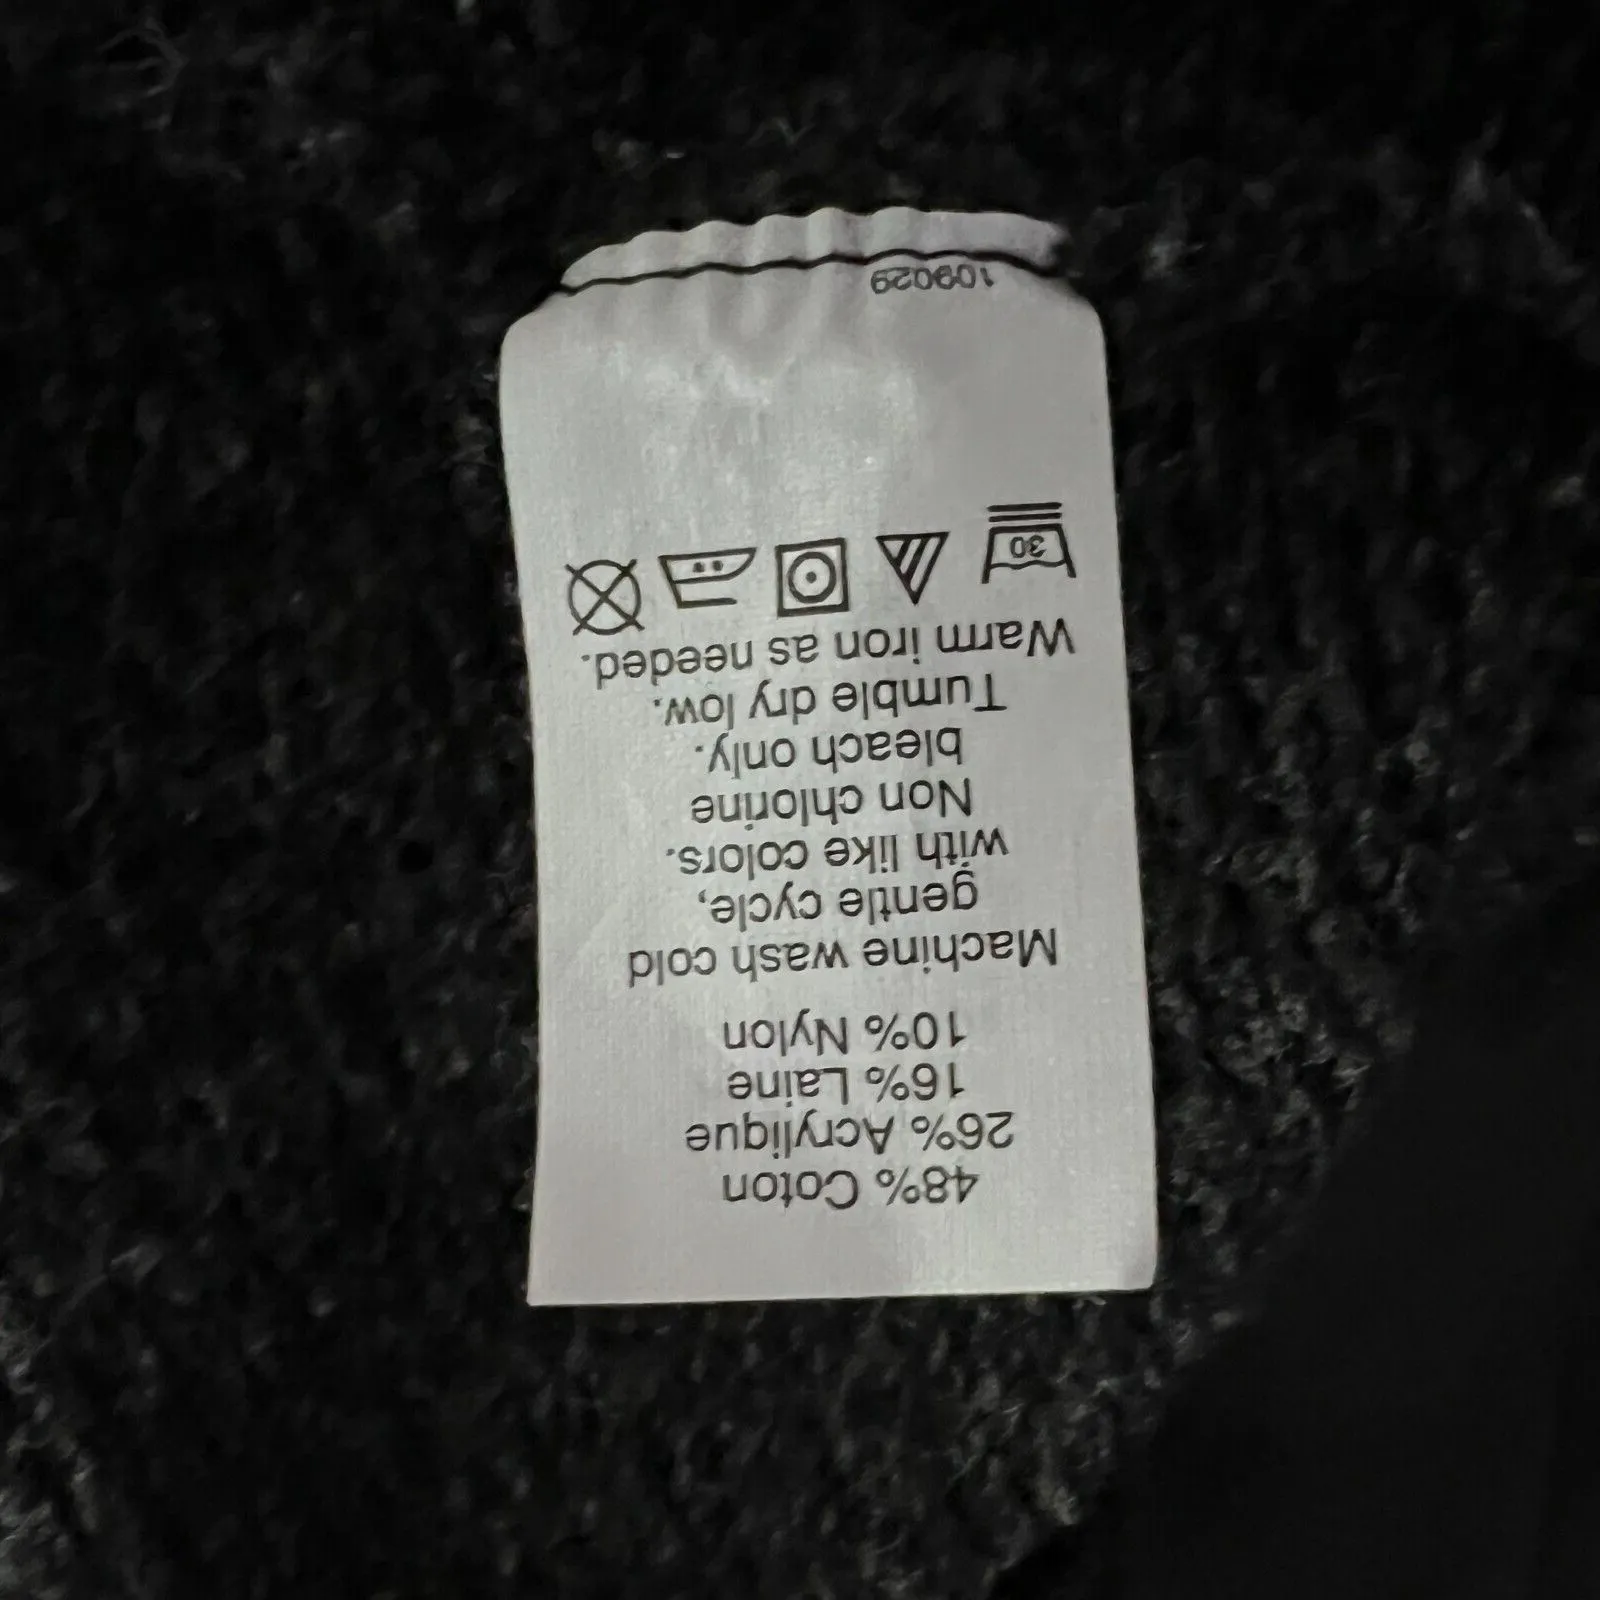 48% Coton
26% Acrylique
16% Laine
10% Nylon
Machine wash cold
gentle cycle,
with like colors.
Non chlorine
bleach only.
Tumble dry low.
Warm iron as needed.
30
109029